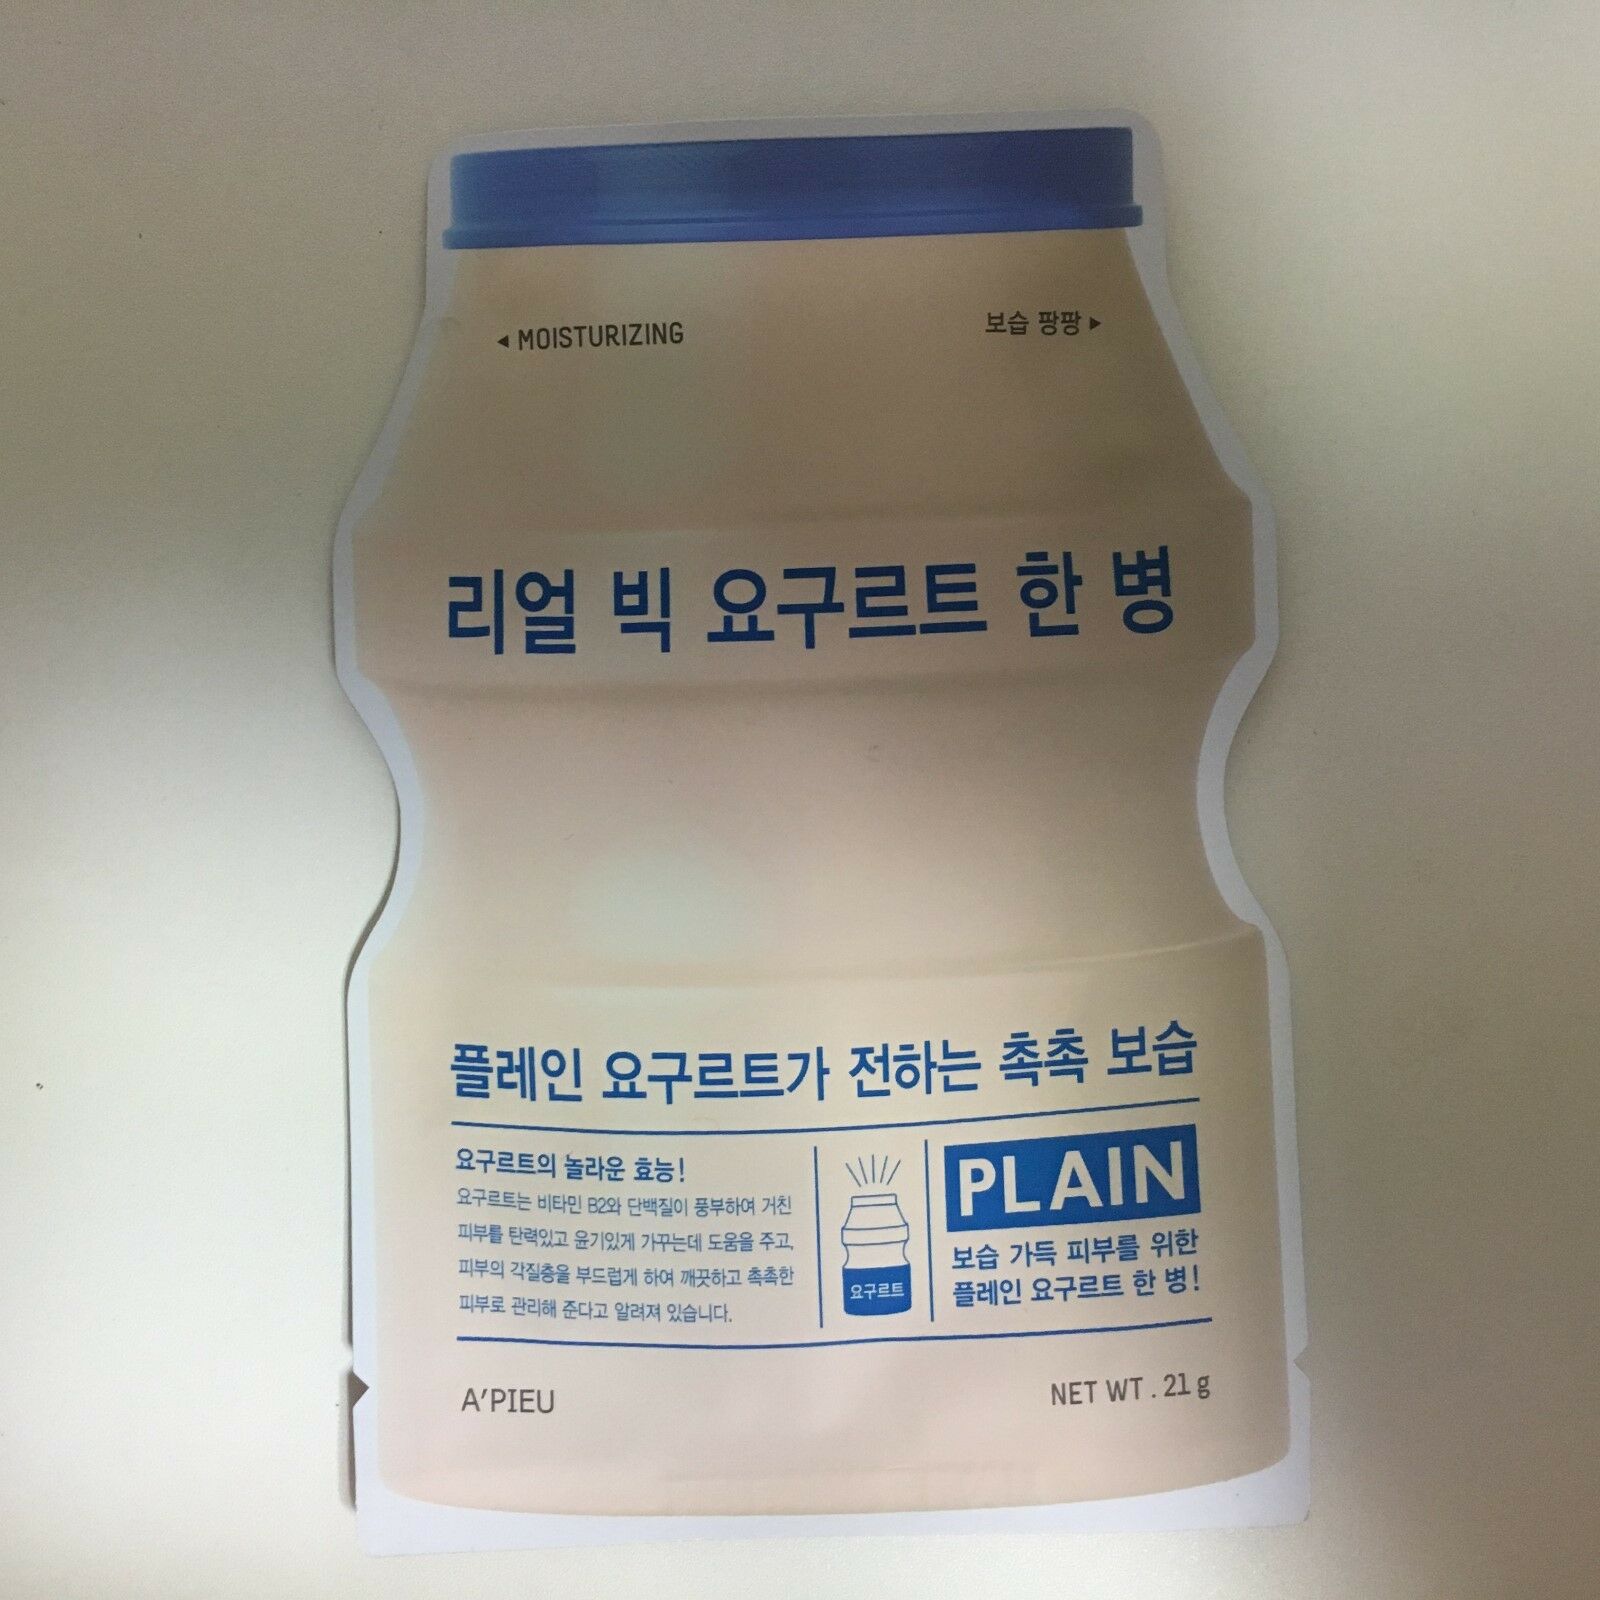 ◀ MOISTURIZING 보습 팡팡 ▶
리얼 빅 요구르트 한 병
플레인 요구르트가 전하는 촉촉 보습
요구르트의 놀라운 효능!
요구르트는 비타민 B2와 단백질이 풍부하여 거친
피부를 탄력있고 윤기있게 가꾸는데 도움을 주고,
피부의 각질층을 부드럽게 하여 깨끗하고 촉촉한
피부로 관리해 준다고 알려져 있습니다.
요구르트
PLAIN
보습 가득 피부를 위한
플레인 요구르트 한 병!
A'PIEU NET WT . 21 g